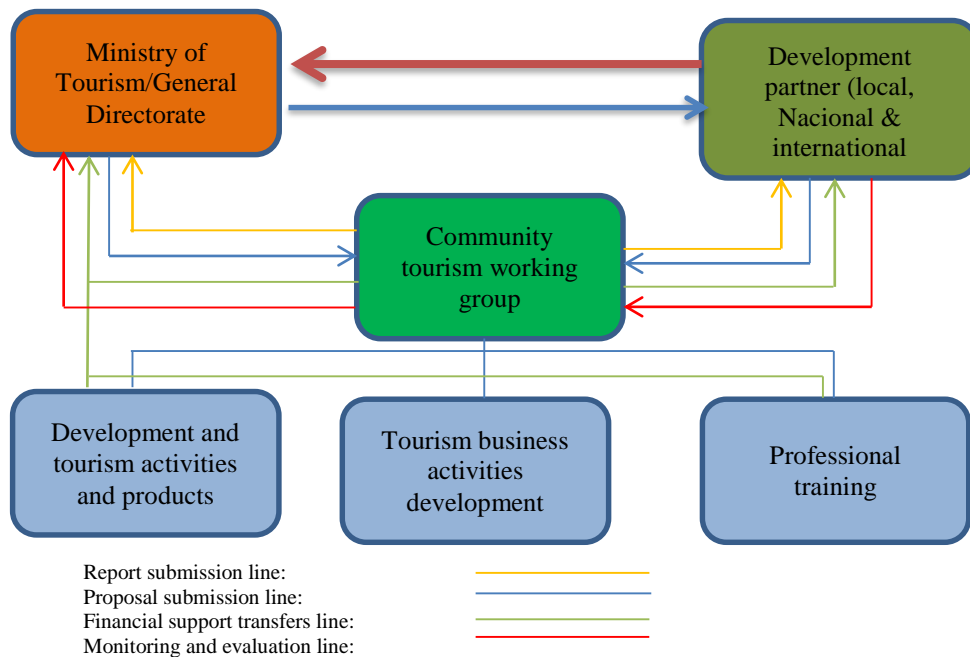 Ministry of
Tourism/General
Directorate
Development
partner (local,
Nacional &
international
Community
tourism working
group
Development and
tourism activities
and products
Tourism business
activities
development
Professional
training
Report submission line:
Proposal submission line:
Financial support transfers line:
Monitoring and evaluation line: